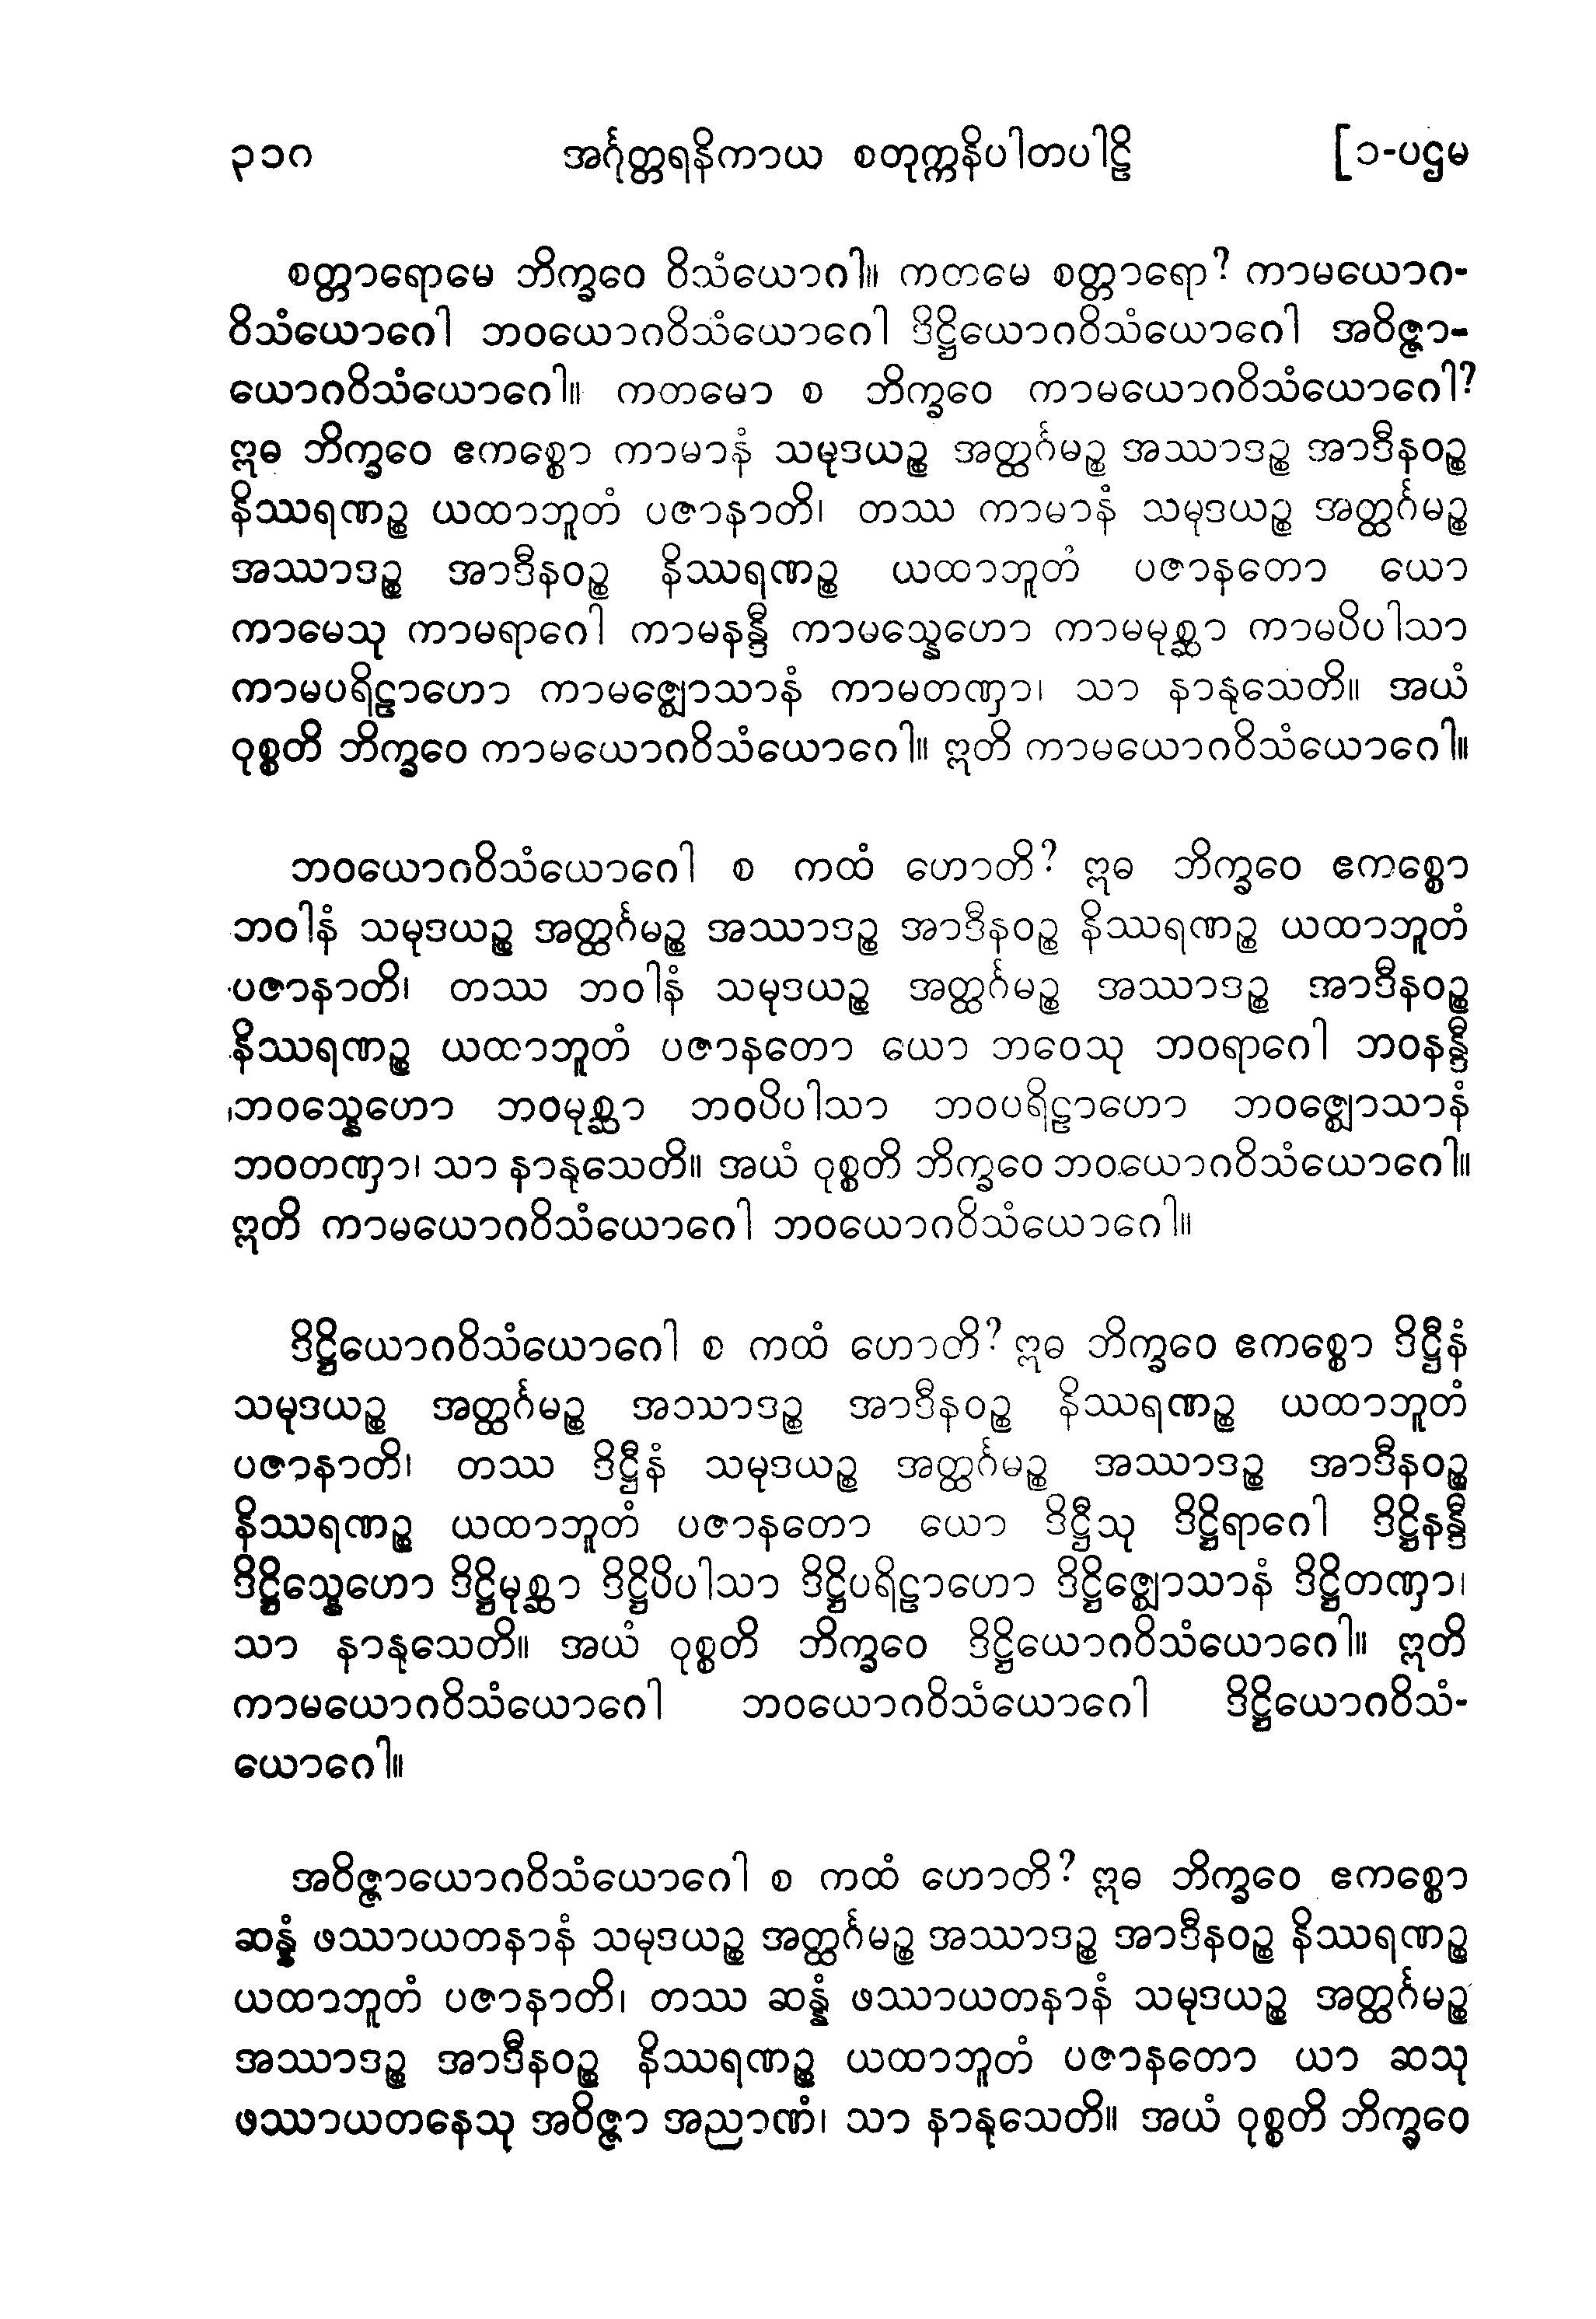 ၃၁၈ အင်္ဂုတ္တရနိကာယ စတုက္ကနိပါတပါဠိ [၁-ပဌမ
စတ္တာရောမေ ဘိက္ခဝေ ဝိသံယောဂါ။ ကတမေ စတ္တာရော? ကာမယောဂ-
ဝိသံယောဂေါ ဘဝယောဂဝိသံယောဂေါ ဒိဋ္ဌိယောဂဝိသံယောဂေါ အဝိဇ္ဇာ-
ယောဂဝိသံယောဂေါ။ ကတမော စ ဘိက္ခဝေ ကာမယောဂဝိသံယောဂေါ?
ဣဓ ဘိက္ခဝေ ဧကစ္စော ကာမာနံ သမုဒယဉ္စ အတ္ထင်္ဂမဉ္စ အဿာဒဉ္စ အာဒီနဝဉ္စ
နိဿရဏဉ္စ ယထာဘူတံ ပဇာနာတိ၊ တဿ ကာမာနံ သမုဒယဉ္စ အတ္ထင်္ဂမဉ္စ
အဿာဒဉ္စ အာဒီနဝဉ္စ နိဿရဏဉ္စ ယထာဘူတံ ပဇာနတော ယော
ကာမေသု ကာမရာဂေါ ကာမနန္ဒီ ကာမသ္နေဟော ကာမမုစ္ဆာ ကာမပိပါသာ
ကာမပရိဠာဟော ကာမဇ္ဈောသာနံ ကာမတဏှာ၊ သာ နာနုသေတိ။ အယံ
ဝုစ္စတိ ဘိက္ခဝေ ကာမယောဂဝိသံယောဂေါ။ ဣတိ ကာမယောဂဝိသံယောဂေါ။
ဘဝယောဂဝိသံယောဂေါ စ ကထံ ဟောတိ? ဣဓ ဘိက္ခဝေ ဧကစ္စော
ဘဝါနံ သမုဒယဉ္စ အတ္ထင်္ဂမဉ္စ အဿာဒဉ္စ အာဒီနဝဉ္စ နိဿရဏဉ္စ ယထာဘူတံ
ပဇာနာတိ၊ တဿ ဘဝါနံ သမုဒယဉ္စ အတ္ထင်္ဂမဉ္စ အဿာဒဉ္စ အာဒီနဝဉ္စ
နိဿရဏဉ္စ ယထာဘူတံ ပဇာနတော ယော ဘဝေသု ဘဝရာဂေါ ဘဝနန္ဒီ
ဘဝသ္နေဟော ဘဝမုစ္ဆာ ဘဝပိပါသာ ဘဝပရိဠာဟော ဘဝဇ္ဈောသာနံ
ဘဝတဏှာ၊ သာ နာနုသေတိ။ အယံ ဝုစ္စတိ ဘိက္ခဝေ ဘဝယောဂဝိသံယောဂေါ။
ဣတိ ကာမယောဂဝိသံယောဂေါ ဘဝယောဂဝိသံယောဂေါ။
ဒိဋ္ဌိယောဂဝိသံယောဂေါ စ ကထံ ဟောတိ? ဣဓ ဘိက္ခဝေ ဧကစ္စော ဒိဋ္ဌီနံ
သမုဒယဉ္စ အတ္ထင်္ဂမဉ္စ အဿာဒဉ္စ အာဒီနဝဉ္စ နိဿရဏဉ္စ ယထာဘူတံ
ပဇာနာတိ၊ တဿ ဒိဋ္ဌီနံ သမုဒယဉ္စ အတ္ထင်္ဂမဉ္စ အဿာဒဉ္စ အာဒီနဝဉ္စ
နိဿရဏဉ္စ ယထာဘူတံ ပဇာနတော ယော ဒိဋ္ဌီသု ဒိဋ္ဌိရာဂေါ ဒိဋ္ဌိနန္ဒီ
ဒိဋ္ဌိသ္နေဟော ဒိဋ္ဌိမုစ္ဆာ ဒိဋ္ဌိပိပါသာ ဒိဋ္ဌိပရိဠာဟော ဒိဋ္ဌိဇ္ဈောသာနံ ဒိဋ္ဌိတဏှာ၊
သာ နာနုသေတိ။ အယံ ဝုစ္စတိ ဘိက္ခဝေ ဒိဋ္ဌိယောဂဝိသံယောဂေါ။ ဣတိ
ကာမယောဂဝိသံယောဂေါ ဘဝယောဂဝိသံယောဂေါ ဒိဋ္ဌိယောဂဝိသံ-
ယောဂေါ။
အဝိဇ္ဇာယောဂဝိသံယောဂေါ စ ကထံ ဟောတိ? ဣဓ ဘိက္ခဝေ ဧကစ္စော
ဆန္နံ ဖဿာယတနာနံ သမုဒယဉ္စ အတ္ထင်္ဂမဉ္စ အဿာဒဉ္စ အာဒီနဝဉ္စ နိဿရဏဉ္စ
ယထာဘူတံ ပဇာနာတိ၊ တဿ ဆန္နံ ဖဿာယတနာနံ သမုဒယဉ္စ အတ္ထင်္ဂမဉ္စ
အဿာဒဉ္စ အာဒီနဝဉ္စ နိဿရဏဉ္စ ယထာဘူတံ ပဇာနတော ယာ ဆသု
ဖဿာယတနေသု အဝိဇ္ဇာ အညာဏံ၊ သာ နာနုသေတိ။ အယံ ဝုစ္စတိ ဘိက္ခဝေ